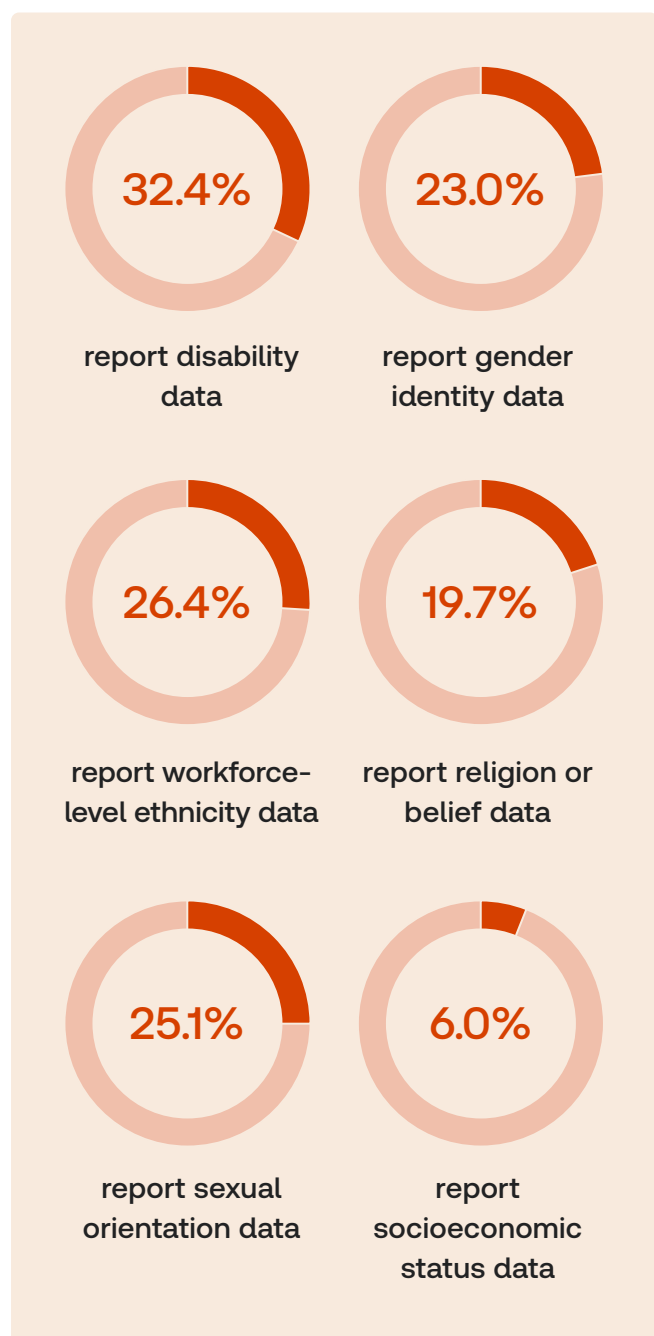 32.4%
report disability
data
23.0%
report gender
identity data
26.4%
report workforce-
level ethnicity data
19.7%
report religion or
belief data
25.1%
report sexual
orientation data
6.0%
report
socioeconomic
status data